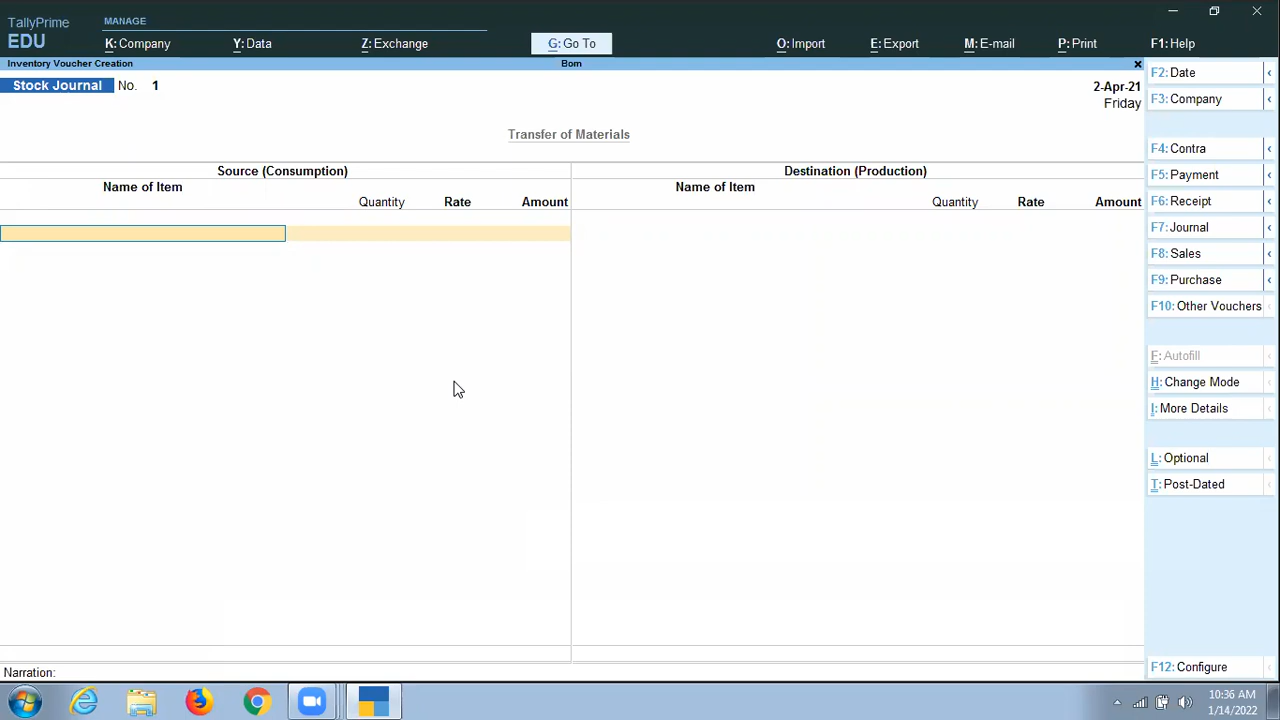 TallyPrime
EDU
MANAGE
K: Company
Y: Data
Z: Exchange
G: Go To
O: Import
E: Export
M: E-mail
P: Print
F1: Help
Inventory Voucher Creation
Bom
Stock Journal No. 1
2-Apr-21
Friday
Transfer of Materials
Source (Consumption)
Name of Item
Quantity Rate Amount
Destination (Production)
Name of Item
Quantity Rate Amount
Narration:
F2: Date
F3: Company
F4: Contra
F5: Payment
F6: Receipt
F7: Journal
F8: Sales
F9: Purchase
F10: Other Vouchers
F: Autofill
H: Change Mode
I: More Details
L: Optional
T: Post-Dated
F12: Configure
10:36 AM
1/14/2022